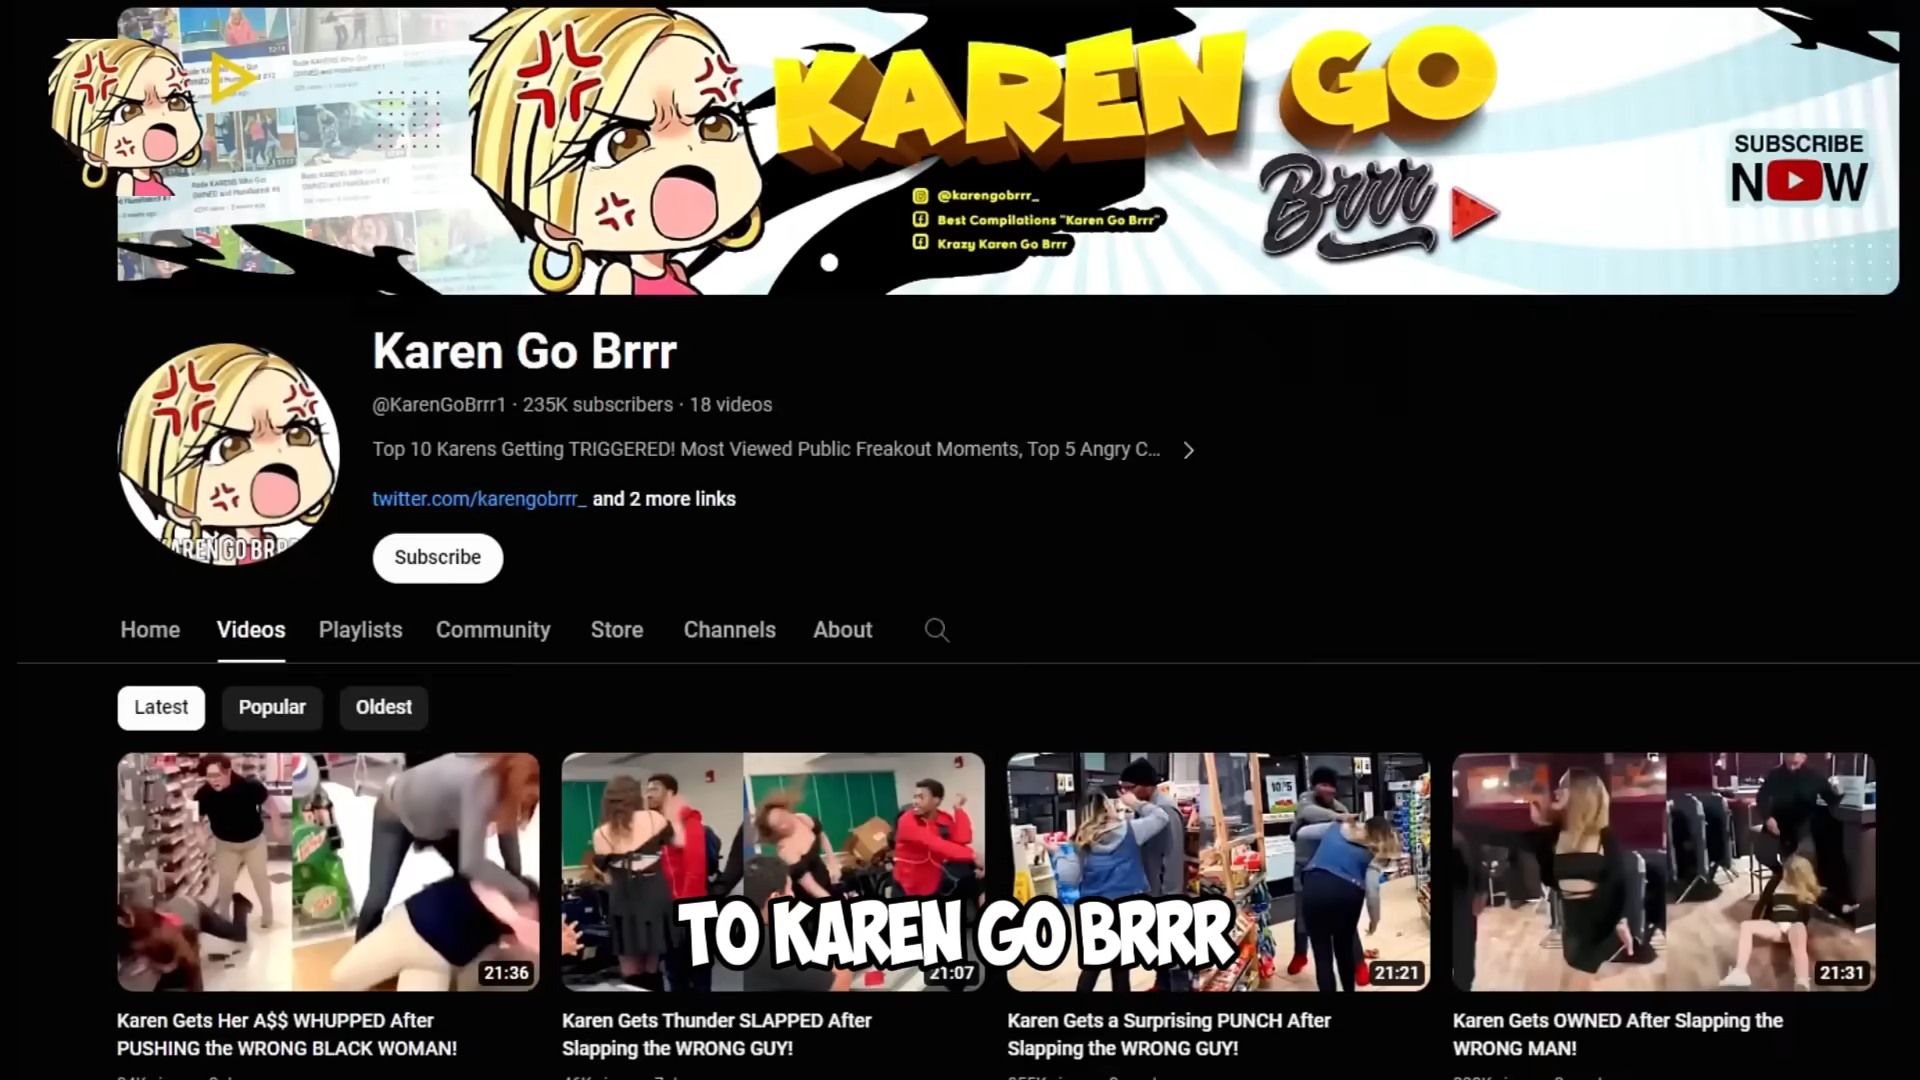 KAREN GO
Brrr
@karengobrrr_
Best Compilations "Karen Go Brrr"
Krazy Karen Go Brrr
SUBSCRIBE
NOW
Karen Go Brrr
@KarenGoBrrr1 · 235K subscribers · 18 videos
Top 10 Karens Getting TRIGGERED! Most Viewed Public Freakout Moments, Top 5 Angry C...
twitter.com/karengobrrr_ and 2 more links
KAREN GO BRRR
Subscribe
Home Videos Playlists Community Store Channels About
Latest Popular Oldest
TO KAREN GO BRRR
21:36 21:07 21:21 21:31
Karen Gets Her A$$ WHUPPED After
PUSHING the WRONG BLACK WOMAN!
Karen Gets Thunder SLAPPED After
Slapping the WRONG GUY!
Karen Gets a Surprising PUNCH After
Slapping the WRONG GUY!
Karen Gets OWNED After Slapping the
WRONG MAN!